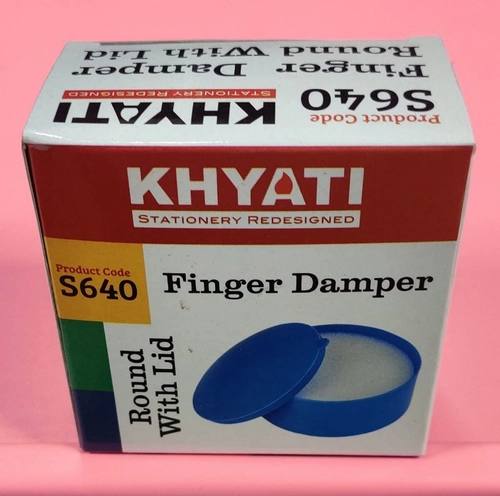 Round With Lid
Finger Damper
KHYATI
STATIONERY REDESIGNED
Product Code
S640
KHYATI
STATIONERY REDESIGNED
Product Code
S640
Finger Damper
Round
With Lid